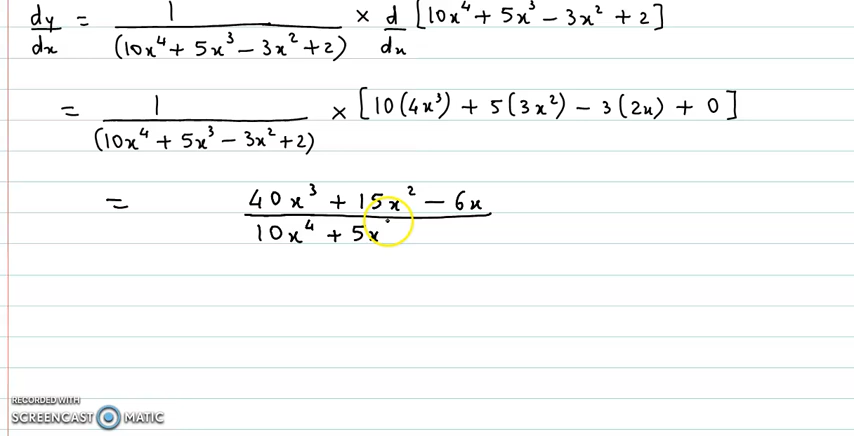 dy/dx = 1/(10x⁴ + 5x³ − 3x² + 2) × d/dx [10x⁴ + 5x³ − 3x² + 2]
= 1/(10x⁴ + 5x³ − 3x² + 2) × [10(4x³) + 5(3x²) − 3(2x) + 0]
= 40x³ + 15x² − 6x
10x⁴ + 5x
RECORDED WITH
SCREENCAST MATIC